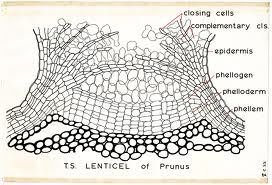 closing cells
complementary cls.
epidermis
phellogen
phelloderm
phellem
T.S. LENTICEL of Prunus